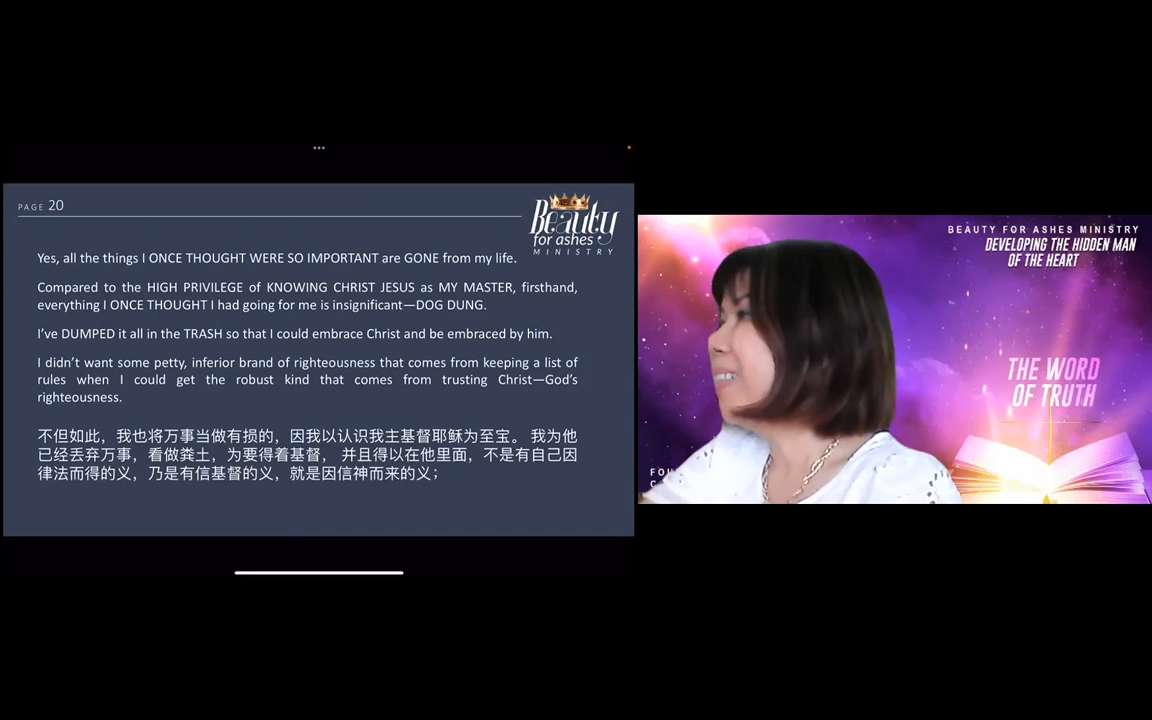 PAGE 20
Beauty
for ashes
MINISTRY
Yes, all the things I ONCE THOUGHT WERE SO IMPORTANT are GONE from my life.
Compared to the HIGH PRIVILEGE of KNOWING CHRIST JESUS as MY MASTER, firsthand,
everything I ONCE THOUGHT I had going for me is insignificant—DOG DUNG.
I've DUMPED it all in the TRASH so that I could embrace Christ and be embraced by him.
I didn't want some petty, inferior brand of righteousness that comes from keeping a list of
rules when I could get the robust kind that comes from trusting Christ—God's
righteousness.
不但如此，我也将万事当做有损的，因我以认识我主基督耶稣为至宝。 我为他
已经丢弃万事，看做粪土，为要得着基督， 并且得以在他里面，不是有自己因
律法而得的义，乃是有信基督的义，就是因信神而来的义；
BEAUTY FOR ASHES MINISTRY
DEVELOPING THE HIDDEN MAN
OF THE HEART
THE WORD
OF TRUTH